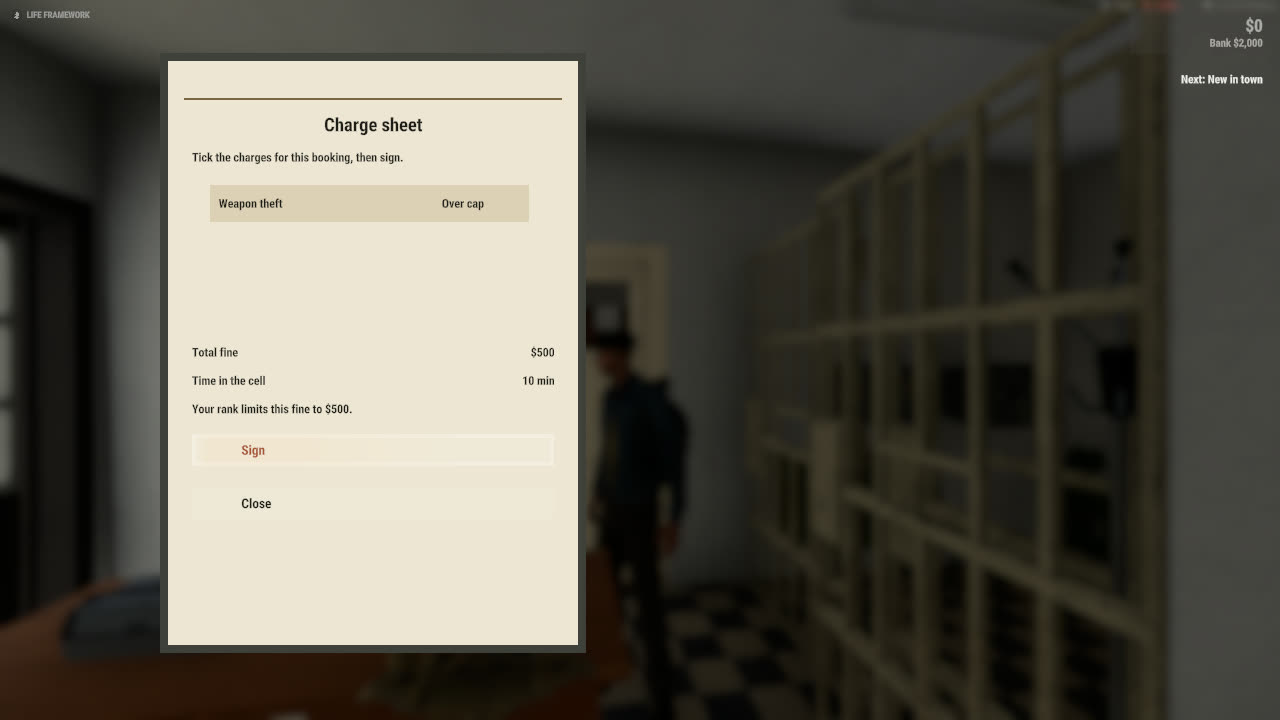 LIFE FRAMEWORK
$0
Bank $2,000
Next: New in town
Charge sheet
Tick the charges for this booking, then sign.
Weapon theft Over cap
Total fine $500
Time in the cell 10 min
Your rank limits this fine to $500.
Sign
Close